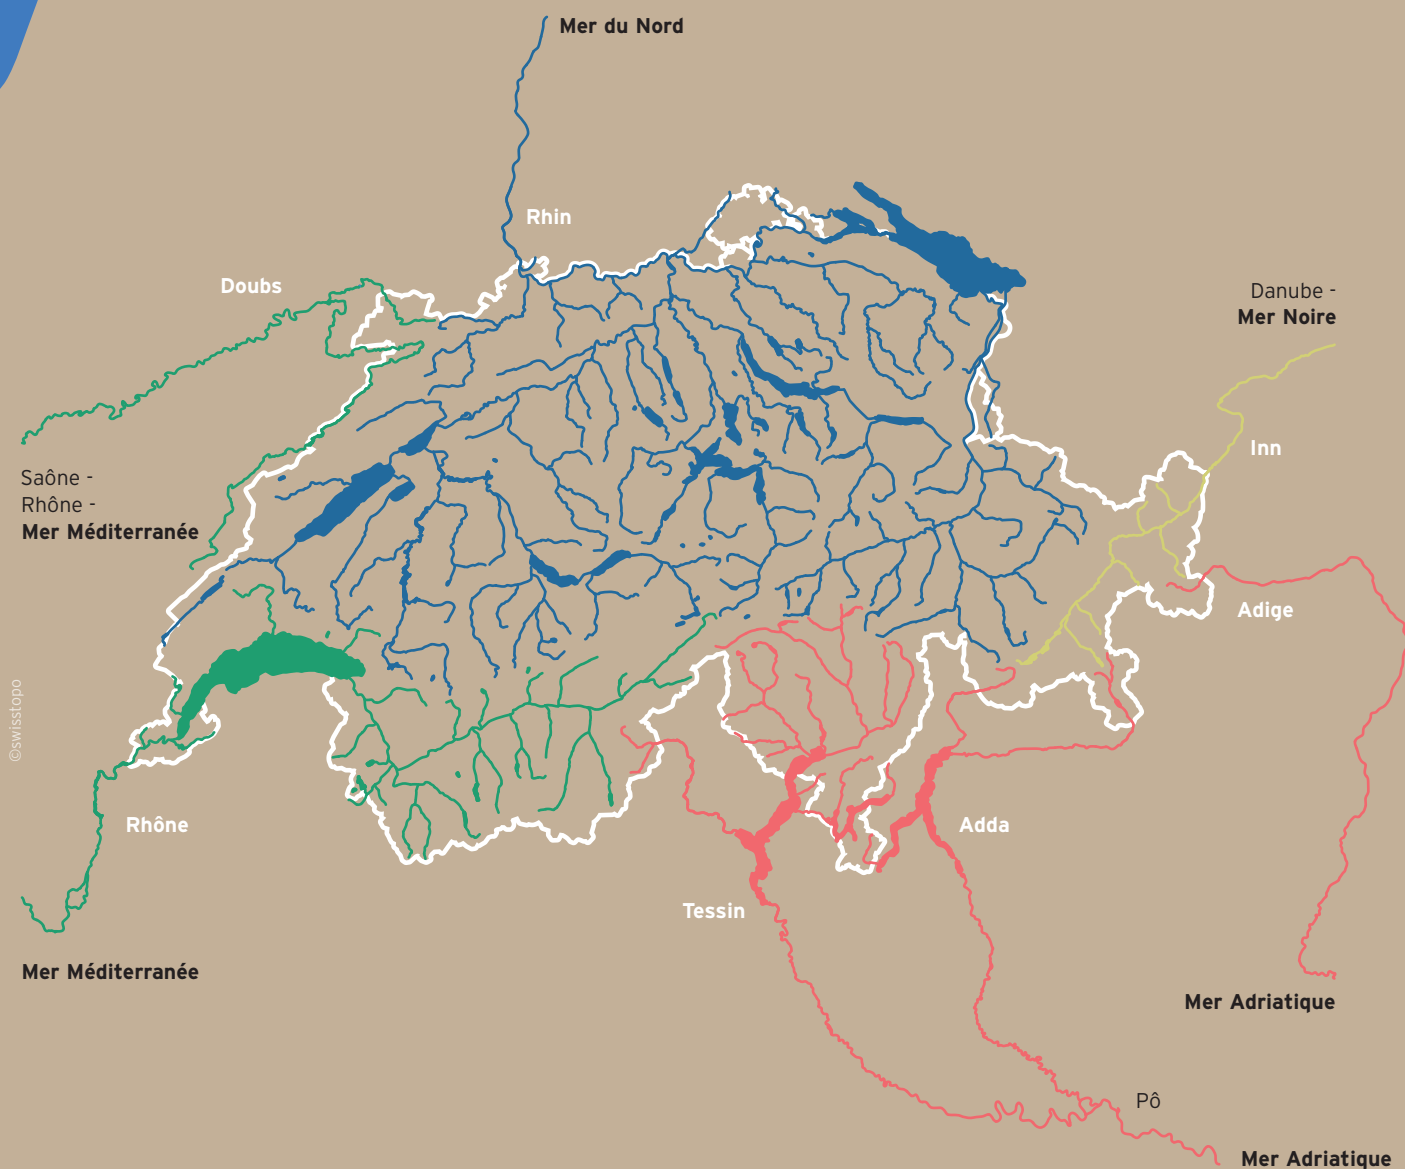 Mer du Nord
Rhin
Doubs
Danube -
Mer Noire
Inn
Saône -
Rhône -
Mer Méditerranée
Adige
©swisstopo
Rhône
Adda
Tessin
Mer Méditerranée
Mer Adriatique
Pô
Mer Adriatique